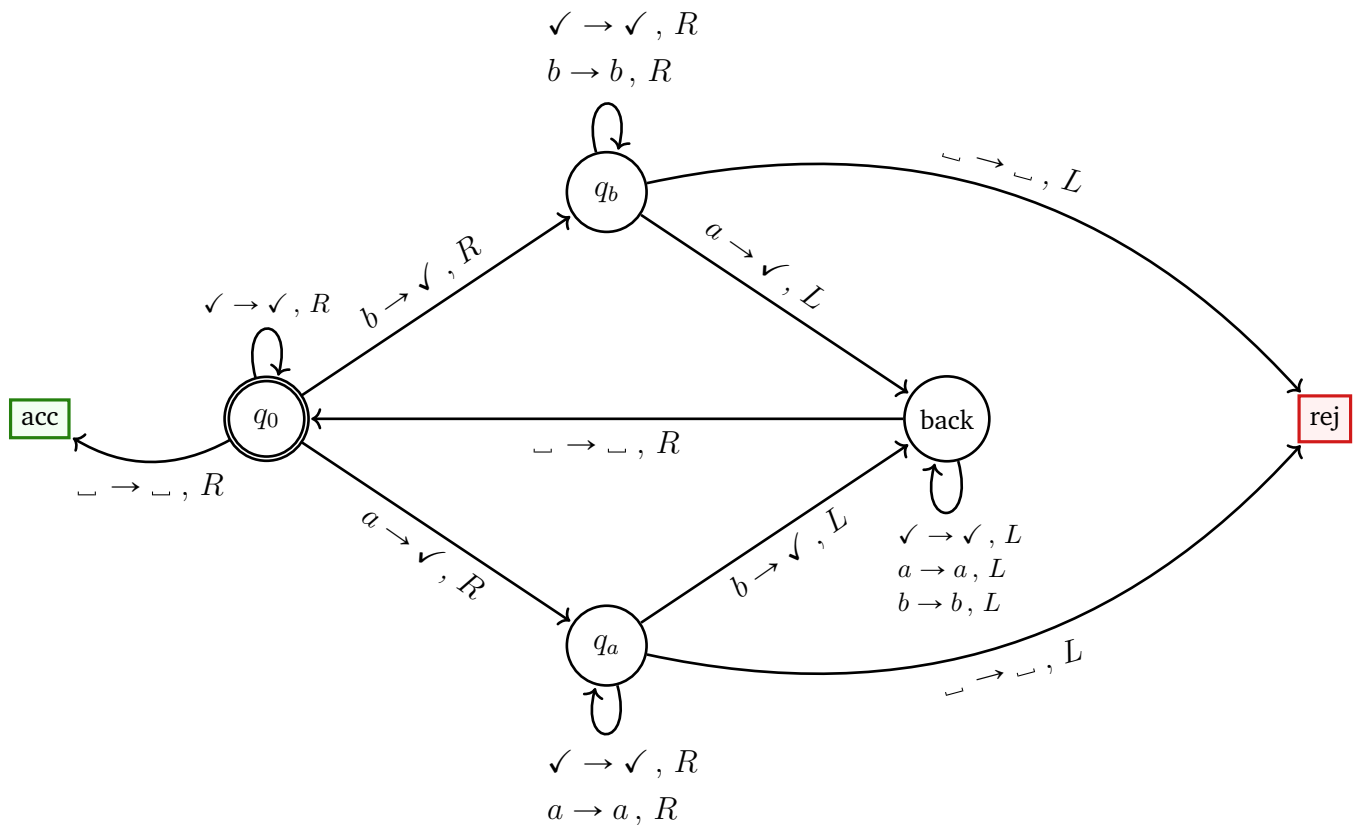 ✓ → ✓, R
b → b, R
q_b
␣ → ␣, L
a → ✓, L
b → ✓, R
✓ → ✓, R
acc
q_0
back
rej
␣ → ␣, R
␣ → ␣, R
a → ✓, R
b → ✓, L
✓ → ✓, L
a → a, L
b → b, L
q_a
␣ → ␣, L
✓ → ✓, R
a → a, R